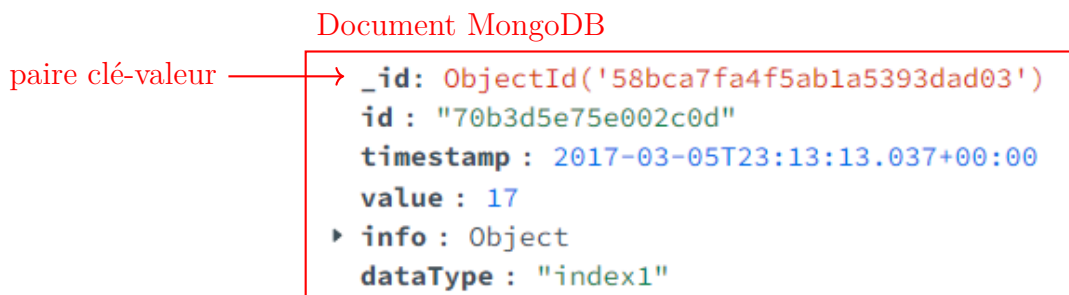 Document MongoDB
paire clé-valeur
_id: ObjectId('58bca7fa4f5ab1a5393dad03')
id : "70b3d5e75e002c0d"
timestamp : 2017-03-05T23:13:13.037+00:00
value : 17
info : Object
dataType : "index1"